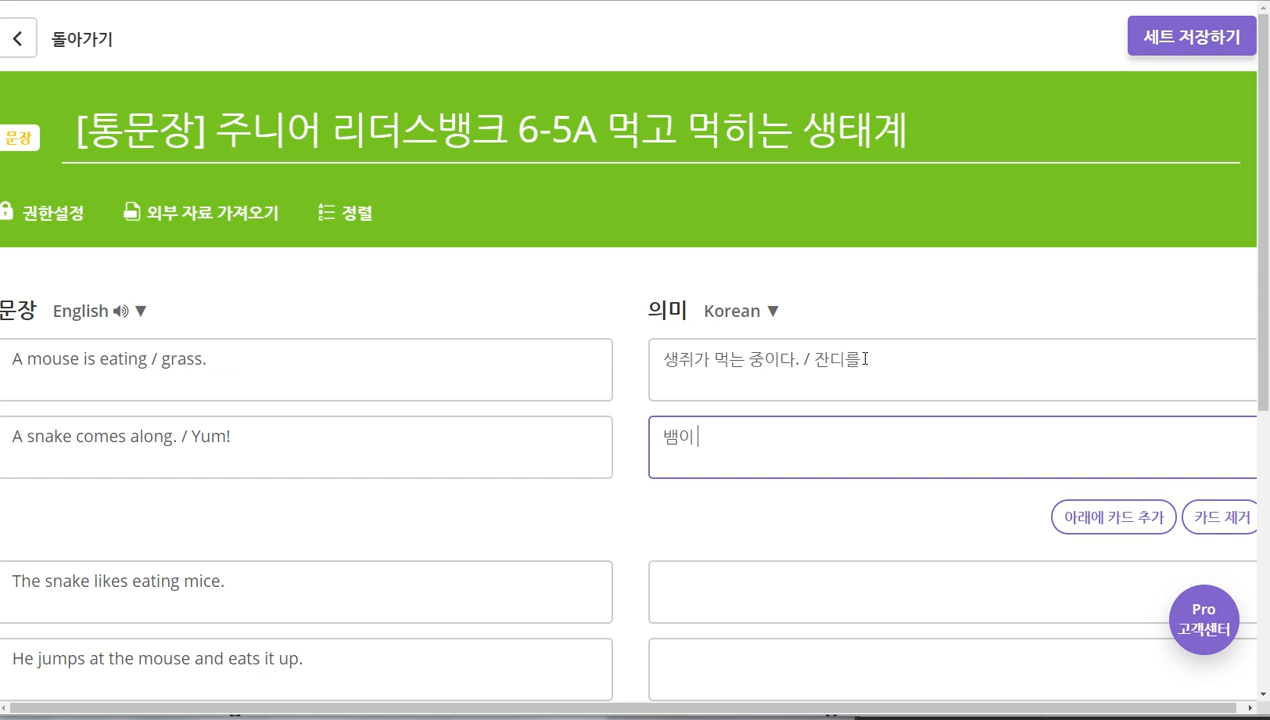 돌아가기
세트 저장하기
문장
[통문장] 주니어 리더스뱅크 6-5A 먹고 먹히는 생태계
권한설정
외부 자료 가져오기
정렬
문장 English ▼
의미 Korean ▼
A mouse is eating / grass.
생쥐가 먹는 중이다. / 잔디를
A snake comes along. / Yum!
뱀이
아래에 카드 추가
카드 제거
The snake likes eating mice.
Pro
고객센터
He jumps at the mouse and eats it up.